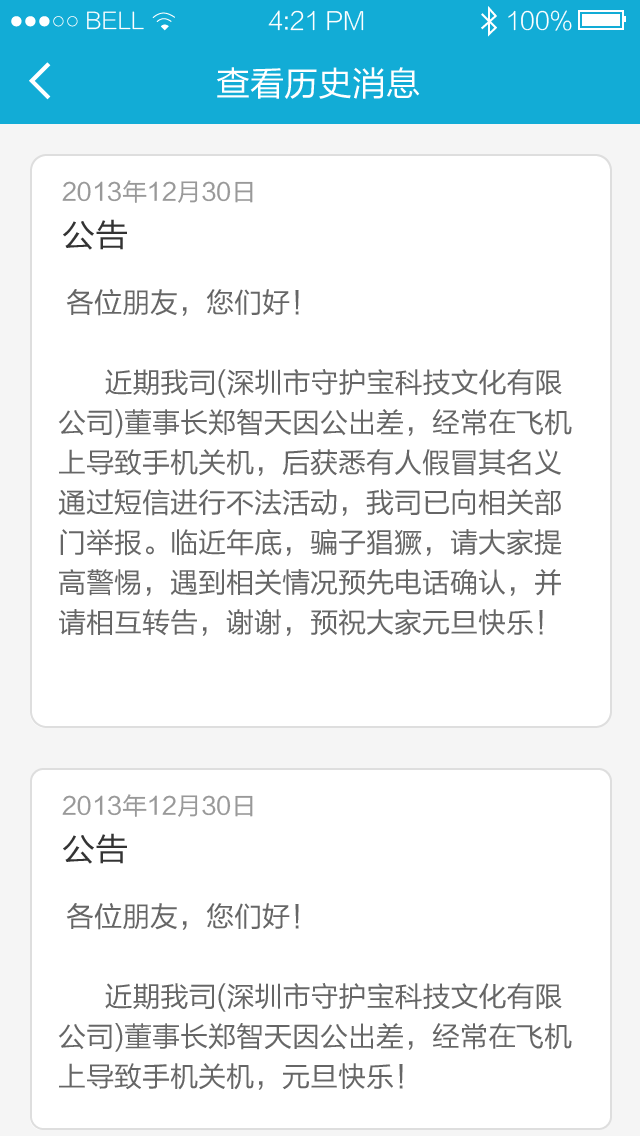 BELL 4:21 PM 100%
查看历史消息
2013年12月30日
公告
各位朋友，您们好！
近期我司(深圳市守护宝科技文化有限
公司)董事长郑智天因公出差，经常在飞机
上导致手机关机，后获悉有人假冒其名义
通过短信进行不法活动，我司已向相关部
门举报。临近年底，骗子猖獗，请大家提
高警惕，遇到相关情况预先电话确认，并
请相互转告，谢谢，预祝大家元旦快乐！
2013年12月30日
公告
各位朋友，您们好！
近期我司(深圳市守护宝科技文化有限
公司)董事长郑智天因公出差，经常在飞机
上导致手机关机，元旦快乐！